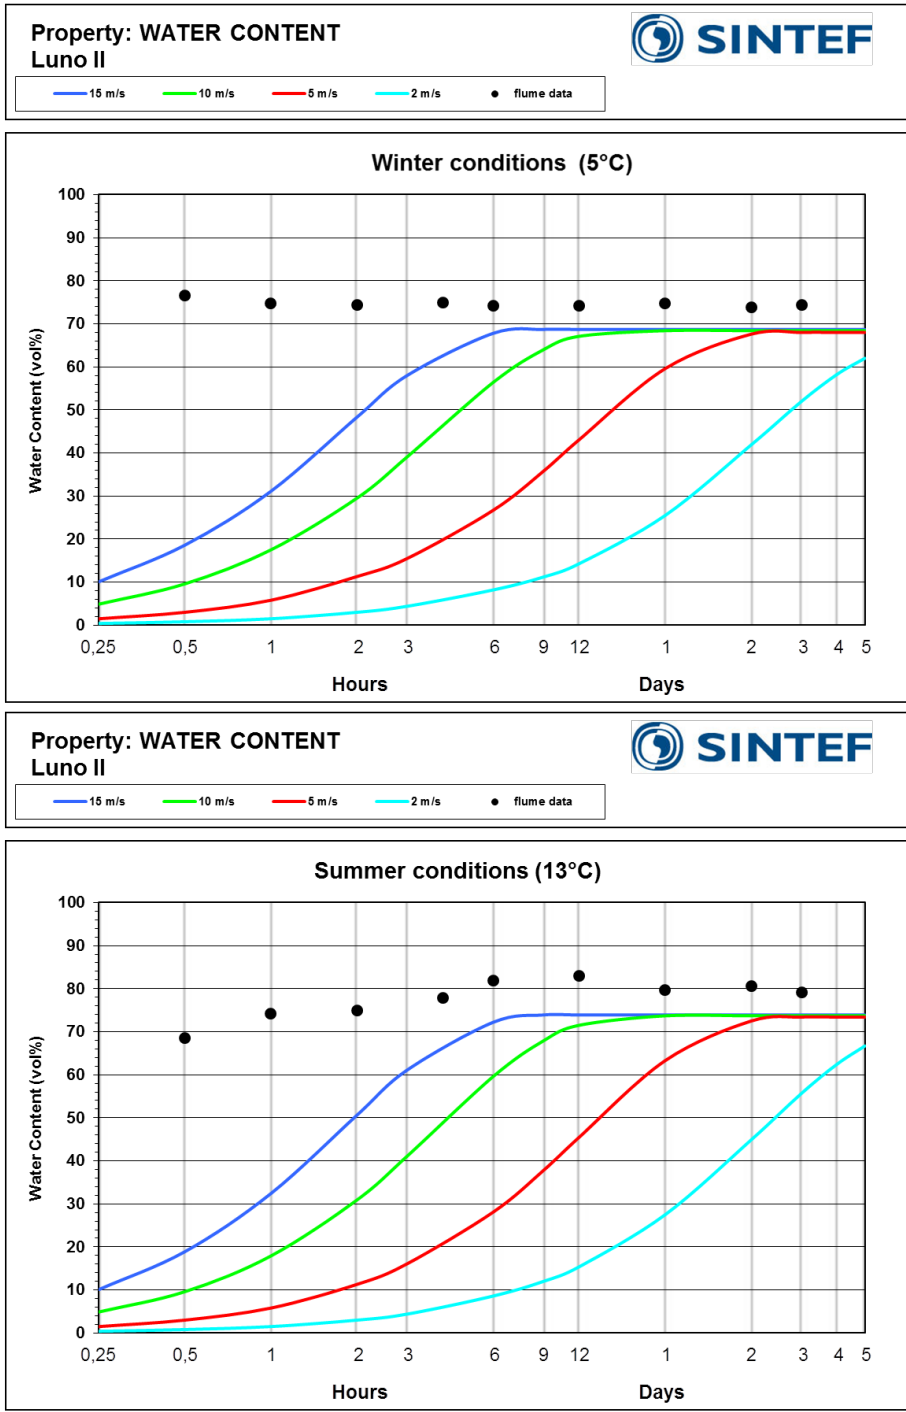 Property: WATER CONTENT
Luno II
SINTEF
15 m/s 10 m/s 5 m/s 2 m/s flume data
Winter conditions (5°C)
Water Content (vol%)
100
90
80
70
60
50
40
30
20
10
0
0,25 0,5 1 2 3 6 9 12 1 2 3 4 5
Hours Days
Property: WATER CONTENT
Luno II
SINTEF
15 m/s 10 m/s 5 m/s 2 m/s flume data
Summer conditions (13°C)
Water Content (vol%)
100
90
80
70
60
50
40
30
20
10
0
0,25 0,5 1 2 3 6 9 12 1 2 3 4 5
Hours Days